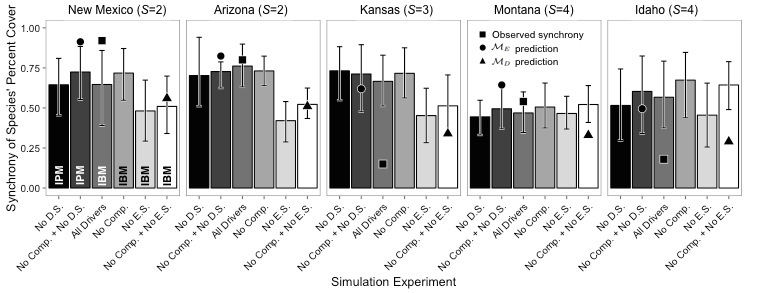 New Mexico (S=2)
Arizona (S=2)
Kansas (S=3)
Montana (S=4)
Idaho (S=4)
Synchrony of Species' Percent Cover
1.00
0.75
0.50
0.25
0.00
IPM
IPM
IBM
IBM
IBM
IBM
Observed synchrony
ℳE prediction
ℳD prediction
No D.S.
No Comp. + No D.S.
All Drivers
No Comp.
No E.S.
No Comp. + No E.S.
No D.S.
No Comp. + No D.S.
All Drivers
No Comp.
No E.S.
No Comp. + No E.S.
No D.S.
No Comp. + No D.S.
All Drivers
No Comp.
No E.S.
No Comp. + No E.S.
No D.S.
No Comp. + No D.S.
All Drivers
No Comp.
No E.S.
No Comp. + No E.S.
No D.S.
No Comp. + No D.S.
All Drivers
No Comp.
No E.S.
No Comp. + No E.S.
Simulation Experiment